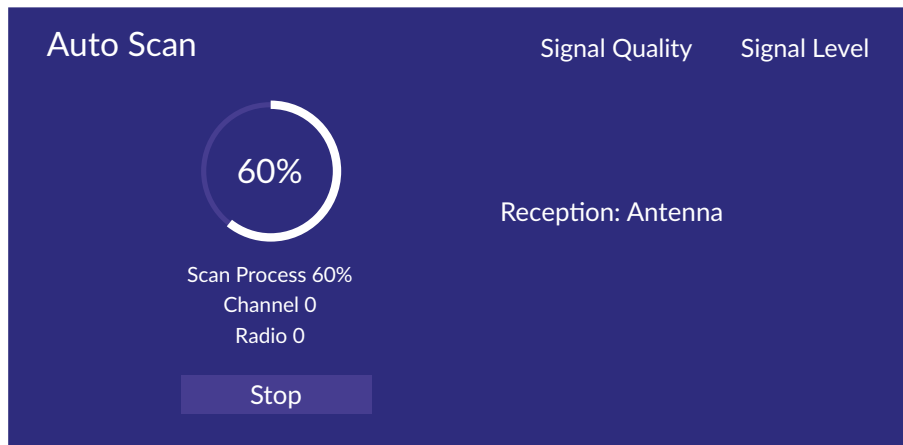 Auto Scan
Signal Quality Signal Level
60%
Reception: Antenna
Scan Process 60%
Channel 0
Radio 0
Stop